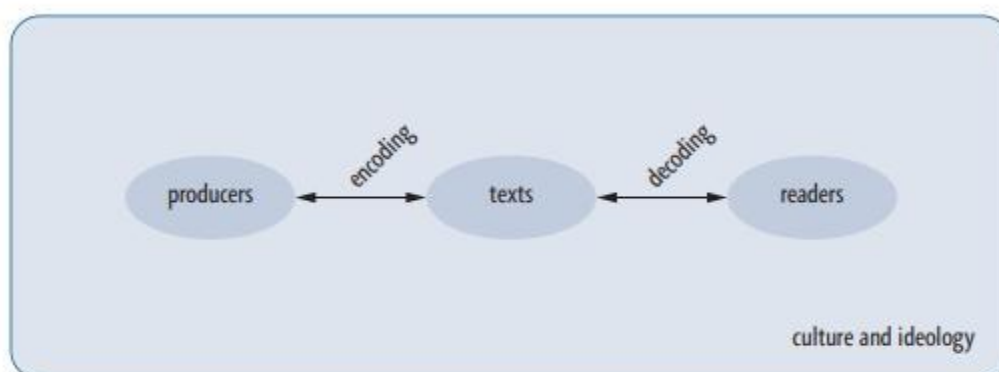 encoding
decoding
producers
texts
readers
culture and ideology